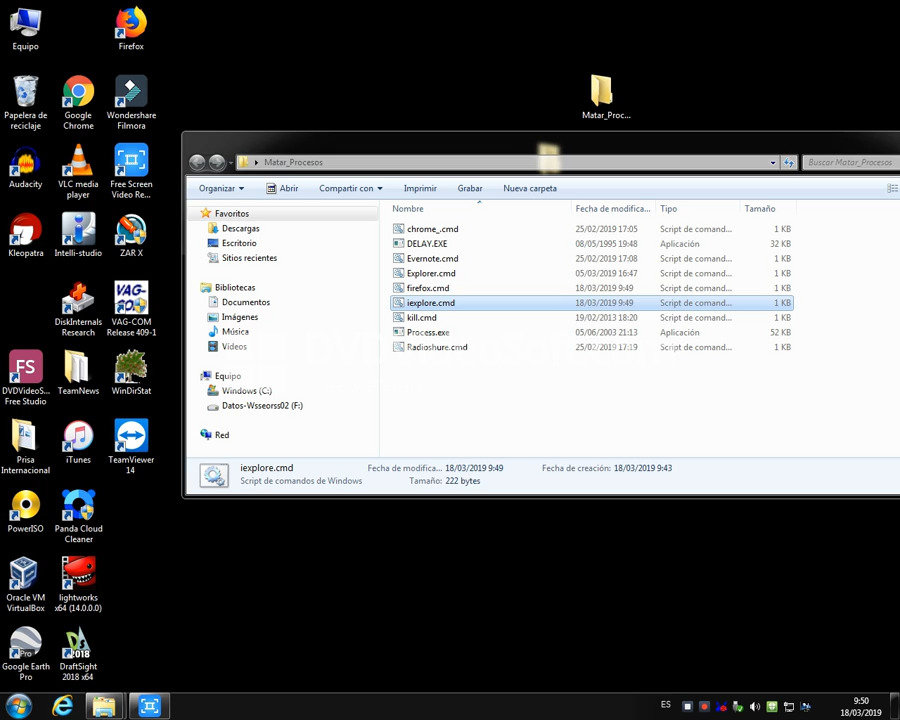 Equipo
Firefox
Papelera de
reciclaje
Google
Chrome
Wondershare
Filmora
Audacity
VLC media
player
Free Screen
Video Re...
Kleopatra
Intelli-studio
ZAR X
DiskInternals
Research
VAG-COM
Release 409-1
DVDVideoS...
Free Studio
TeamNews
WinDirStat
Prisa
Internacional
iTunes
TeamViewer
14
PowerISO
Panda Cloud
Cleaner
Oracle VM
VirtualBox
lightworks
x64 (14.0.0.0)
Google Earth
Pro
DraftSight
2018 x64
Matar_Proc...
Matar_Procesos
Buscar Matar_Procesos
Organizar
Abrir
Compartir con
Imprimir
Grabar
Nueva carpeta
Favoritos
Descargas
Escritorio
Sitios recientes
Bibliotecas
Documentos
Imágenes
Música
Vídeos
Equipo
Windows (C:)
Datos-Wsseorss02 (F:)
Red
Nombre Fecha de modifica... Tipo Tamaño
chrome_.cmd 25/02/2019 17:05 Script de comand... 1 KB
DELAY.EXE 08/05/1995 19:48 Aplicación 32 KB
Evernote.cmd 25/02/2019 17:08 Script de comand... 1 KB
Explorer.cmd 05/03/2019 16:47 Script de comand... 1 KB
firefox.cmd 18/03/2019 9:49 Script de comand... 1 KB
iexplore.cmd 18/03/2019 9:49 Script de comand... 1 KB
kill.cmd 19/02/2013 18:20 Script de comand... 1 KB
Process.exe 05/06/2003 21:13 Aplicación 52 KB
Radioshure.cmd 25/02/2019 17:19 Script de comand... 1 KB
iexplore.cmd Fecha de modifica... 18/03/2019 9:49 Fecha de creación: 18/03/2019 9:43
Script de comandos de Windows Tamaño: 222 bytes
ES
9:50
18/03/2019